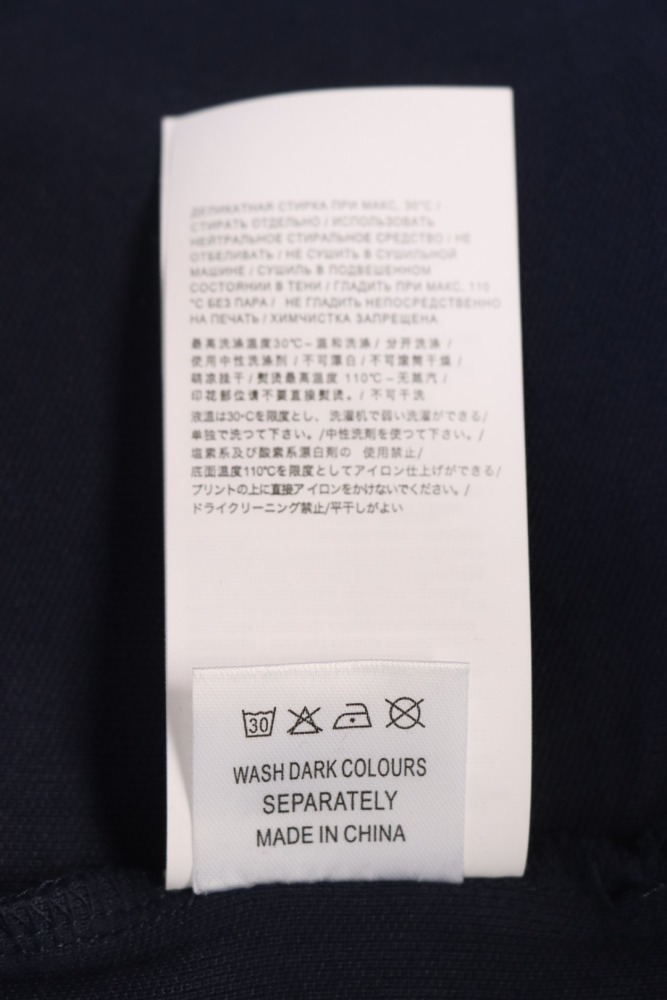 ДЕЛИКАТНАЯ СТИРКА ПРИ МАКС. 30°C /
СТИРАТЬ ОТДЕЛЬНО / ИСПОЛЬЗОВАТЬ
НЕЙТРАЛЬНОЕ СТИРАЛЬНОЕ СРЕДСТВО / НЕ
ОТБЕЛИВАТЬ / НЕ СУШИТЬ В СУШИЛЬНОЙ
МАШИНЕ / СУШИЛЬ В ПОДВЕШЕННОМ
СОСТОЯНИИ В ТЕНИ / ГЛАДИТЬ ПРИ МАКС. 110
°C БЕЗ ПАРА / НЕ ГЛАДИТЬ НЕПОСРЕДСТВЕННО
НА ПЕЧАТЬ / ХИМЧИСТКА ЗАПРЕЩЕНА
最高洗涤温度30℃–温和洗涤/ 分开洗涤/
使用中性洗涤剂 / 不可漂白 / 不可滚筒干燥 /
荫凉挂干 / 熨烫最高温度 110℃–无蒸汽 /
印花部位请不要直接熨烫。/ 不可干洗
液温は30℃を限度とし、洗濯机で弱い洗濯ができる/
单独で洗つて下さい。/中性洗剤を使つて下さい。/
塩素系及び酸素系漂白剤の 使用禁止/
底面温度110℃を限度としてアイロン仕上げができる/
プリントの上に直接アイロンをかけないでください。/
ドライクリーニング禁止/平干しがよい
30
WASH DARK COLOURS
SEPARATELY
MADE IN CHINA